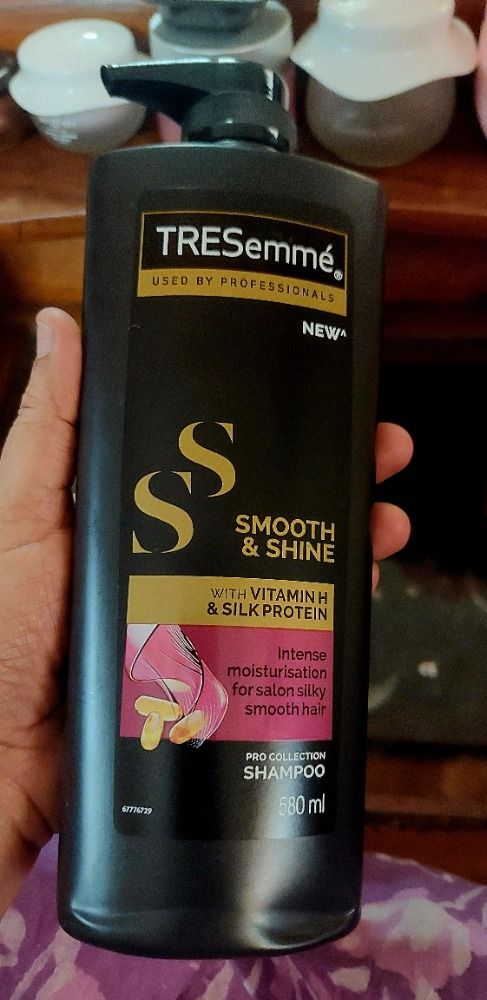 TRESemmé®
USED BY PROFESSIONALS
NEW^
SS
SMOOTH
& SHINE
WITH VITAMIN H
& SILK PROTEIN
Intense
moisturisation
for salon silky
smooth hair
PRO COLLECTION
SHAMPOO
580 ml
67776729